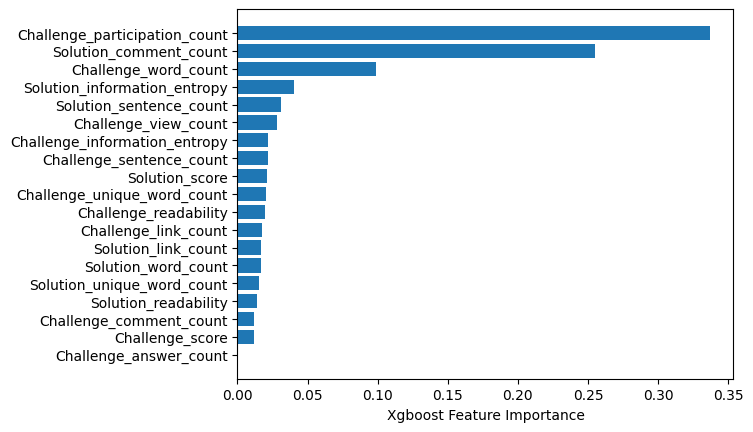 Challenge_participation_count
Solution_comment_count
Challenge_word_count
Solution_information_entropy
Solution_sentence_count
Challenge_view_count
Challenge_information_entropy
Challenge_sentence_count
Solution_score
Challenge_unique_word_count
Challenge_readability
Challenge_link_count
Solution_link_count
Solution_word_count
Solution_unique_word_count
Solution_readability
Challenge_comment_count
Challenge_score
Challenge_answer_count
0.00 0.05 0.10 0.15 0.20 0.25 0.30 0.35
Xgboost Feature Importance